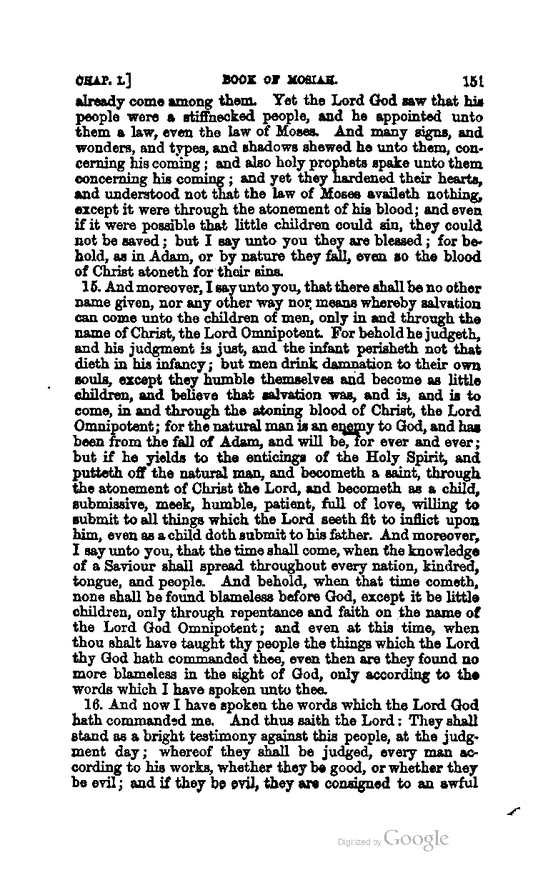 CHAP. I.] BOOK OF MOSIAH. 151
already come among them. Yet the Lord God saw that his
people were a stiffnecked people, and he appointed unto
them a law, even the law of Moses. And many signs, and
wonders, and types, and shadows shewed he unto them, con-
cerning his coming; and also holy prophets spake unto them
concerning his coming; and yet they hardened their hearts,
and understood not that the law of Moses availeth nothing,
except it were through the atonement of his blood; and even
if it were possible that little children could sin, they could
not be saved; but I say unto you they are blessed; for be-
hold, as in Adam, or by nature they fall, even so the blood
of Christ atoneth for their sins.
15. And moreover, I say unto you, that there shall be no other
name given, nor any other way nor means whereby salvation
can come unto the children of men, only in and through the
name of Christ, the Lord Omnipotent. For behold he judgeth,
and his judgment is just, and the infant perisheth not that
dieth in his infancy; but men drink damnation to their own
souls, except they humble themselves and become as little
children, and believe that salvation was, and is, and is to
come, in and through the atoning blood of Christ, the Lord
Omnipotent; for the natural man is an enemy to God, and has
been from the fall of Adam, and will be, for ever and ever;
but if he yields to the enticings of the Holy Spirit, and
putteth off the natural man, and becometh a saint, through
the atonement of Christ the Lord, and becometh as a child,
submissive, meek, humble, patient, full of love, willing to
submit to all things which the Lord seeth fit to inflict upon
him, even as a child doth submit to his father. And moreover,
I say unto you, that the time shall come, when the knowledge
of a Saviour shall spread throughout every nation, kindred,
tongue, and people. And behold, when that time cometh,
none shall be found blameless before God, except it be little
children, only through repentance and faith on the name of
the Lord God Omnipotent; and even at this time, when
thou shalt have taught thy people the things which the Lord
thy God hath commanded thee, even then are they found no
more blameless in the sight of God, only according to the
words which I have spoken unto thee.
16. And now I have spoken the words which the Lord God
hath commanded me. And thus saith the Lord: They shall
stand as a bright testimony against this people, at the judg-
ment day; whereof they shall be judged, every man ac-
cording to his works, whether they be good, or whether they
be evil; and if they be evil, they are consigned to an awful
Digitized by Google